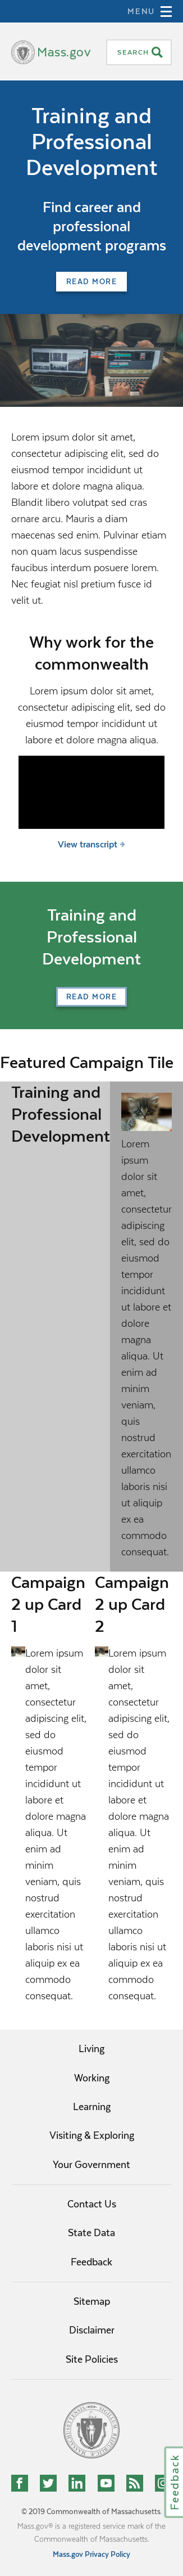 MENU
Mass.gov
SEARCH
Training and
Professional
Development
Find career and
professional
development programs
READ MORE
Lorem ipsum dolor sit amet,
consectetur adipiscing elit, sed do
eiusmod tempor incididunt ut
labore et dolore magna aliqua.
Blandit libero volutpat sed cras
ornare arcu. Mauris a diam
maecenas sed enim. Pulvinar etiam
non quam lacus suspendisse
faucibus interdum posuere lorem.
Nec feugiat nisl pretium fusce id
velit ut.
Why work for the
commonwealth
Lorem ipsum dolor sit amet,
consectetur adipiscing elit, sed do
eiusmod tempor incididunt ut
labore et dolore magna aliqua.
View transcript
Training and
Professional
Development
READ MORE
Featured Campaign Tile
Training and
Professional
Development
Lorem
ipsum
dolor sit
amet,
consectetur
adipiscing
elit, sed do
eiusmod
tempor
incididunt
ut labore et
dolore
magna
aliqua. Ut
enim ad
minim
veniam,
quis
nostrud
exercitation
ullamco
laboris nisi
ut aliquip
ex ea
commodo
consequat.
Campaign
2 up Card
1
Lorem ipsum
dolor sit
amet,
consectetur
adipiscing elit,
sed do
eiusmod
tempor
incididunt ut
labore et
dolore magna
aliqua. Ut
enim ad
minim
veniam, quis
nostrud
exercitation
ullamco
laboris nisi ut
aliquip ex ea
commodo
consequat.
Campaign
2 up Card
2
Lorem ipsum
dolor sit
amet,
consectetur
adipiscing elit,
sed do
eiusmod
tempor
incididunt ut
labore et
dolore magna
aliqua. Ut
enim ad
minim
veniam, quis
nostrud
exercitation
ullamco
laboris nisi ut
aliquip ex ea
commodo
consequat.
Living
Working
Learning
Visiting & Exploring
Your Government
Contact Us
State Data
Feedback
Sitemap
Disclaimer
Site Policies
Feedback
© 2019 Commonwealth of Massachusetts.
Mass.gov® is a registered service mark of the
Commonwealth of Massachusetts.
Mass.gov Privacy Policy